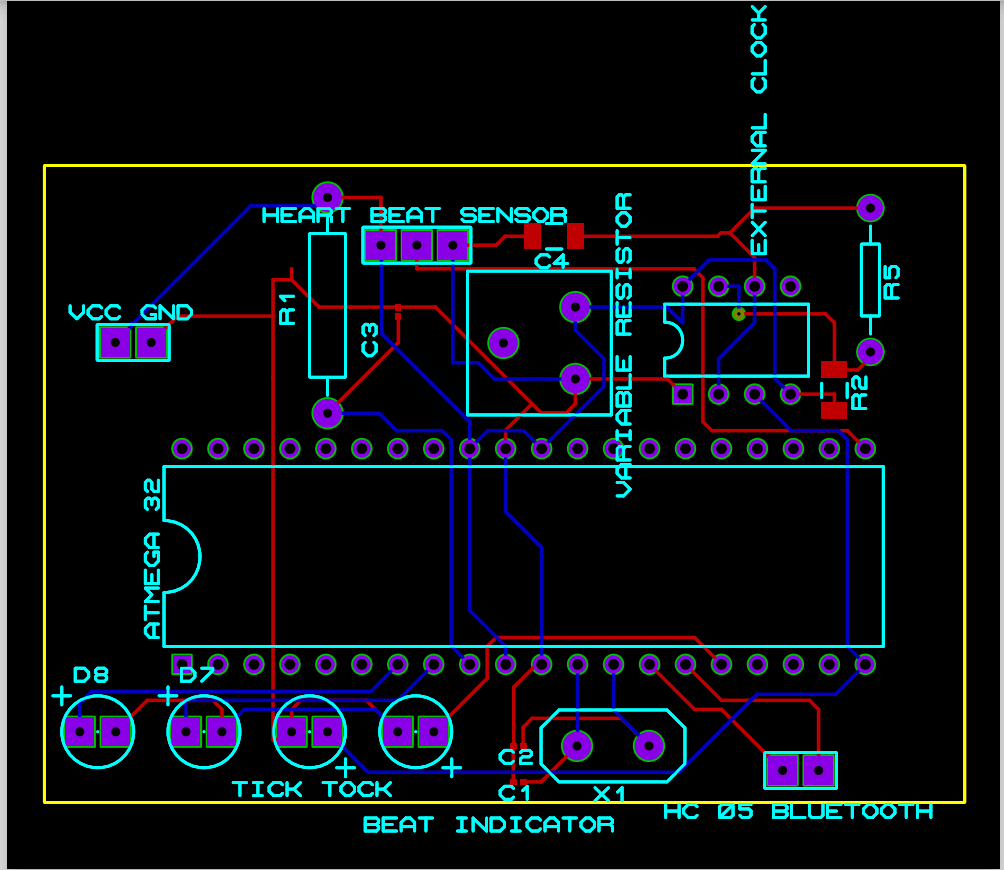 EXTERNAL CLOCK
HEART BEAT SENSOR
VARIABLE RESISTOR
C4
R5
VCC GND
R1
C3
R2
ATMEGA 32
D8
D7
+
+
C2
+
+
TICK TOCK
C1
X1
HC 05 BLUETOOTH
BEAT INDICATOR